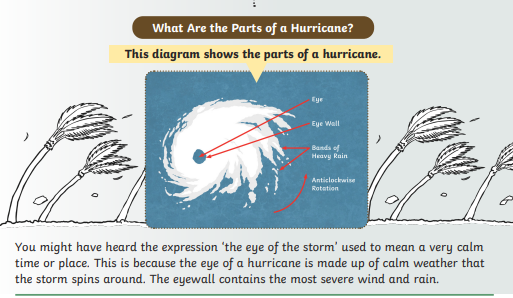 What Are the Parts of a Hurricane?
This diagram shows the parts of a hurricane.
Eye
Eye Wall
Bands of
Heavy Rain
Anticlockwise
Rotation
You might have heard the expression ‘the eye of the storm’ used to mean a very calm
time or place. This is because the eye of a hurricane is made up of calm weather that
the storm spins around. The eyewall contains the most severe wind and rain.